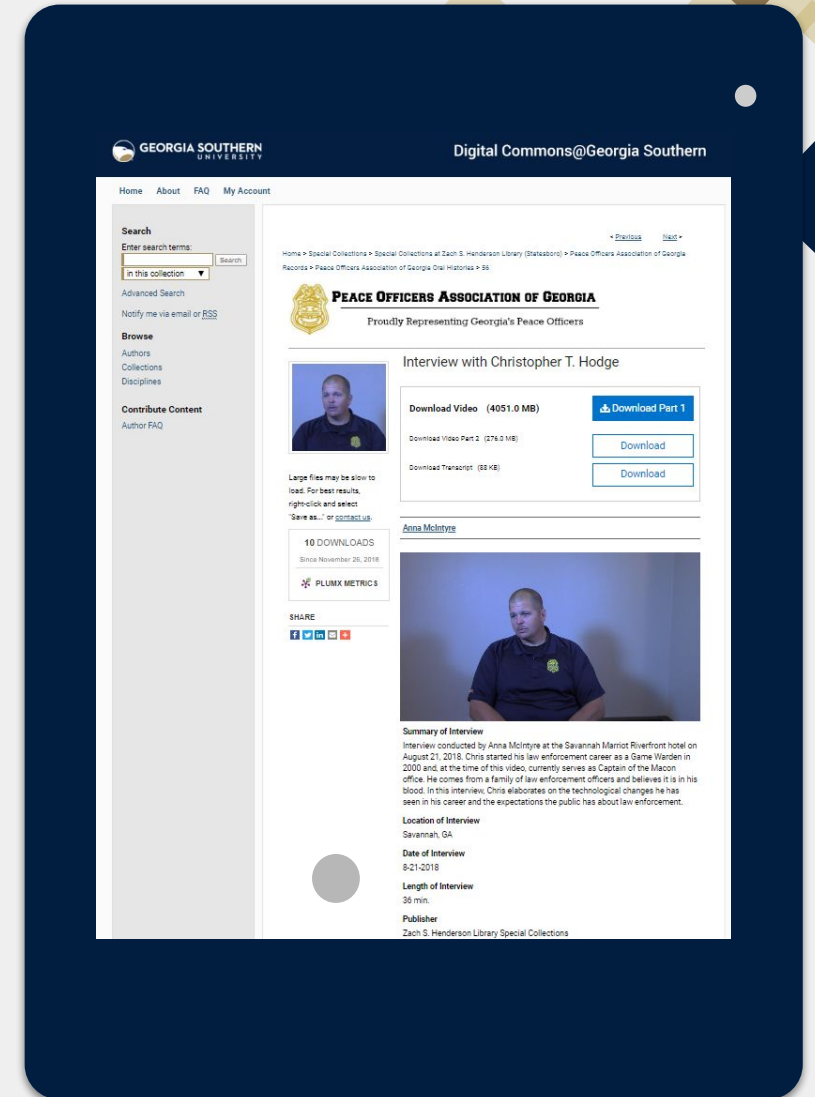 GEORGIA SOUTHERN
UNIVERSITY
Digital Commons@Georgia Southern
Home About FAQ My Account
Search
Enter search terms:
Search
in this collection ▼
Advanced Search
Notify me via email or RSS
Browse
Authors
Collections
Disciplines
Contribute Content
Author FAQ
< Previous Next >
Home > Special Collections > Special Collections at Zach S. Henderson Library (Statesboro) > Peace Officers Association of Georgia
Records > Peace Officers Association of Georgia Oral Histories > 56
PEACE OFFICERS ASSOCIATION OF GEORGIA
Proudly Representing Georgia's Peace Officers
Interview with Christopher T. Hodge
Download Video (4051.0 MB)
Download Part 1
Download Video Part 2 (276.0 MB)
Download
Download Transcript (88 KB)
Download
Large files may be slow to
load. For best results,
right-click and select
"Save as..." or contact us.
10 DOWNLOADS
Since November 26, 2018
PLUMX METRICS
SHARE
Anna McIntyre
Summary of Interview
Interview conducted by Anna McIntyre at the Savannah Marriot Riverfront hotel on
August 21, 2018. Chris started his law enforcement career as a Game Warden in
2000 and, at the time of this video, currently serves as Captain of the Macon
office. He comes from a family of law enforcement officers and believes it is in his
blood. In this interview, Chris elaborates on the technological changes he has
seen in his career and the expectations the public has about law enforcement.
Location of Interview
Savannah, GA
Date of Interview
8-21-2018
Length of Interview
36 min.
Publisher
Zach S. Henderson Library Special Collections